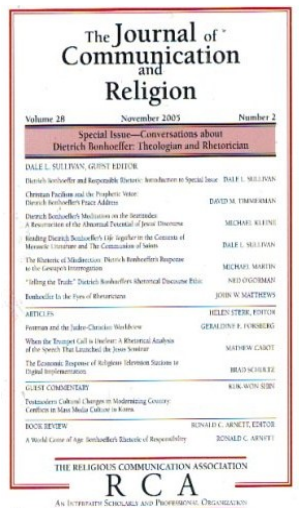 The Journal of
Communication
and
Religion
Volume 28 November 2005 Number 2
Special Issue—Conversations about
Dietrich Bonhoeffer: Theologian and Rhetorician
DALE L. SULLIVAN, GUEST EDITOR
Dietrich Bonhoeffer and Responsible Rhetoric: Introduction to Special Issue DALE L. SULLIVAN
Christian Pacifism and the Prophetic Voice:
Dietrich Bonhoeffer's Peace Address DAVID M. TIMMERMAN
Dietrich Bonhoeffer's Meditation on the Beatitudes:
A Resurrection of the Abnormal Potential of Jesus' Discourse MICHAEL KLEINE
Reading Dietrich Bonhoeffer's Life Together in the Contexts of
Monastic Literature and The Communion of Saints DALE L. SULLIVAN
The Rhetoric of Misdirection: Dietrich Bonhoeffer's Response
to the Gestapo's Interrogation MICHAEL MARTIN
"Telling the Truth": Dietrich Bonhoeffer's Rhetorical Discourse Ethic NED O'GORMAN
Bonhoeffer In the Eyes of Rhetoricians JOHN W. MATTHEWS
ARTICLES HELEN STERK, EDITOR
Postman and the Judeo-Christian Worldview GERALDINE E. FORSBERG
When the Trumpet Call is Unclear: A Rhetorical Analysis
of the Speech That Launched the Jesus Seminar MATHEW CABOT
The Economic Response of Religious Television Stations to
Digital Implementation BRAD SCHULTZ
GUEST COMMENTARY KUK-WON SHIN
Postmodern Cultural Changes in Modernizing Country:
Conflicts in Mass Media Culture in Korea
BOOK REVIEW RONALD C. ARNETT, EDITOR
A World Come of Age: Bonhoeffer's Rhetoric of Responsibility RONALD C. ARNETT
THE RELIGIOUS COMMUNICATION ASSOCIATION
RCA
AN INTERFAITH SCHOLARLY AND PROFESSIONAL ORGANIZATION